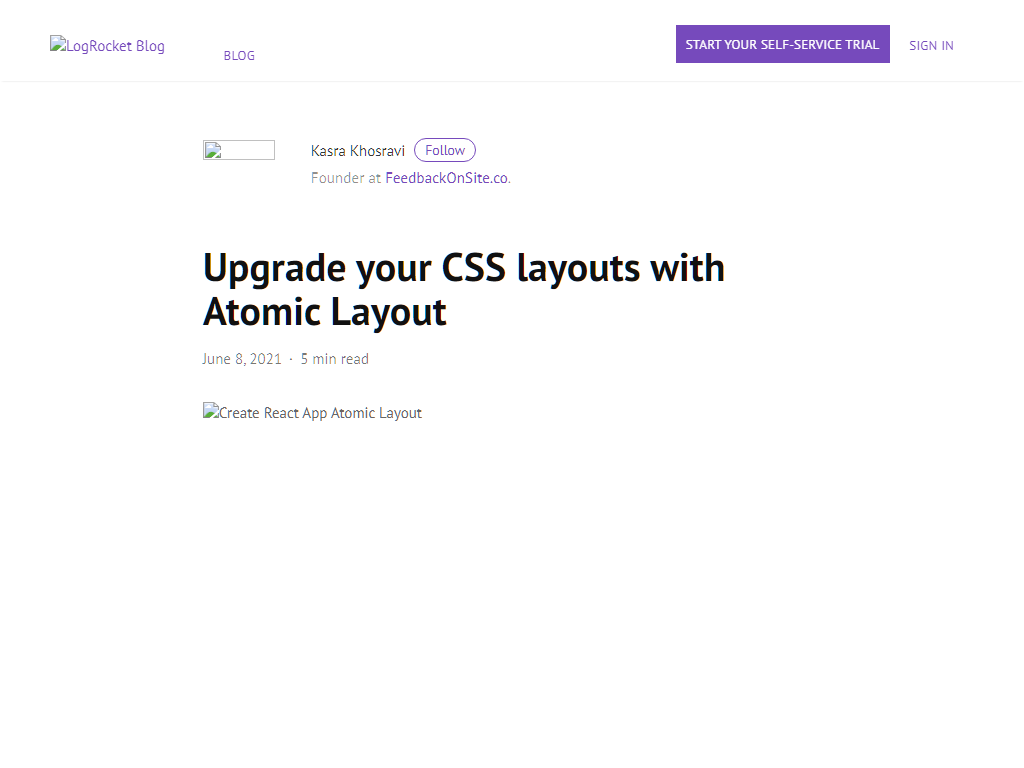 LogRocket Blog
BLOG
START YOUR SELF-SERVICE TRIAL
SIGN IN
Kasra Khosravi
Follow
Founder at FeedbackOnSite.co.
Upgrade your CSS layouts with
Atomic Layout
June 8, 2021 · 5 min read
Create React App Atomic Layout